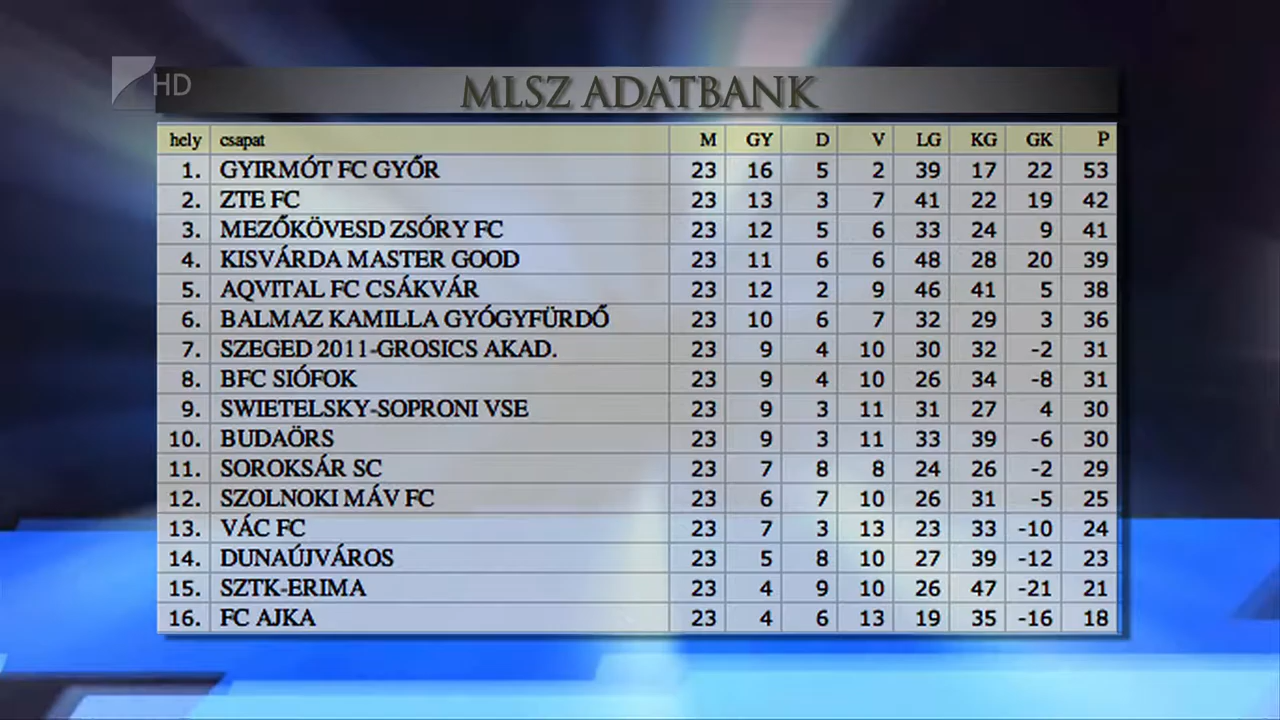 HD
MLSZ ADATBANK
hely csapat M GY D V LG KG GK P
1. GYIRMÓT FC GYŐR 23 16 5 2 39 17 22 53
2. ZTE FC 23 13 3 7 41 22 19 42
3. MEZŐKÖVESD ZSÓRY FC 23 12 5 6 33 24 9 41
4. KISVÁRDA MASTER GOOD 23 11 6 6 48 28 20 39
5. AQVITAL FC CSÁKVÁR 23 12 2 9 46 41 5 38
6. BALMAZ KAMILLA GYÓGYFÜRDŐ 23 10 6 7 32 29 3 36
7. SZEGED 2011-GROSICS AKAD. 23 9 4 10 30 32 -2 31
8. BFC SIÓFOK 23 9 4 10 26 34 -8 31
9. SWIETELSKY-SOPRONI VSE 23 9 3 11 31 27 4 30
10. BUDAÖRS 23 9 3 11 33 39 -6 30
11. SOROKSÁR SC 23 7 8 8 24 26 -2 29
12. SZOLNOKI MÁV FC 23 6 7 10 26 31 -5 25
13. VÁC FC 23 7 3 13 23 33 -10 24
14. DUNAÚJVÁROS 23 5 8 10 27 39 -12 23
15. SZTK-ERIMA 23 4 9 10 26 47 -21 21
16. FC AJKA 23 4 6 13 19 35 -16 18